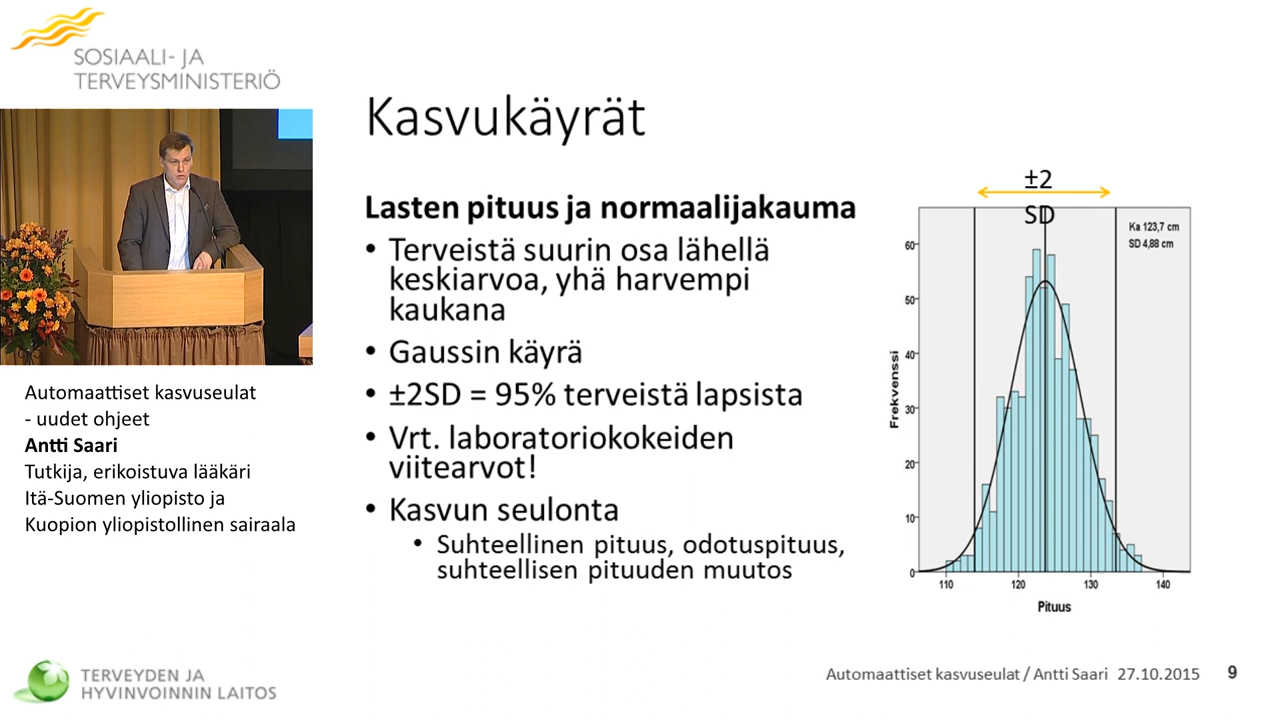 SOSIAALI- JA
TERVEYSMINISTERIÖ
Kasvukäyrät
Lasten pituus ja normaalijakauma
• Terveistä suurin osa lähellä
keskiarvoa, yhä harvempi
kaukana
• Gaussin käyrä
• ±2SD = 95% terveistä lapsista
• Vrt. laboratoriokokeiden
viitearvot!
• Kasvun seulonta
• Suhteellinen pituus, odotuspituus,
suhteellisen pituuden muutos
±2
SD
Ka 123,7 cm
SD 4,88 cm
Frekvenssi
60
50
40
30
20
10
0
110 120 130 140
Pituus
Automaattiset kasvuseulat
- uudet ohjeet
Antti Saari
Tutkija, erikoistuva lääkäri
Itä-Suomen yliopisto ja
Kuopion yliopistollinen sairaala
TERVEYDEN JA
HYVINVOINNIN LAITOS
Automaattiset kasvuseulat / Antti Saari 27.10.2015 9